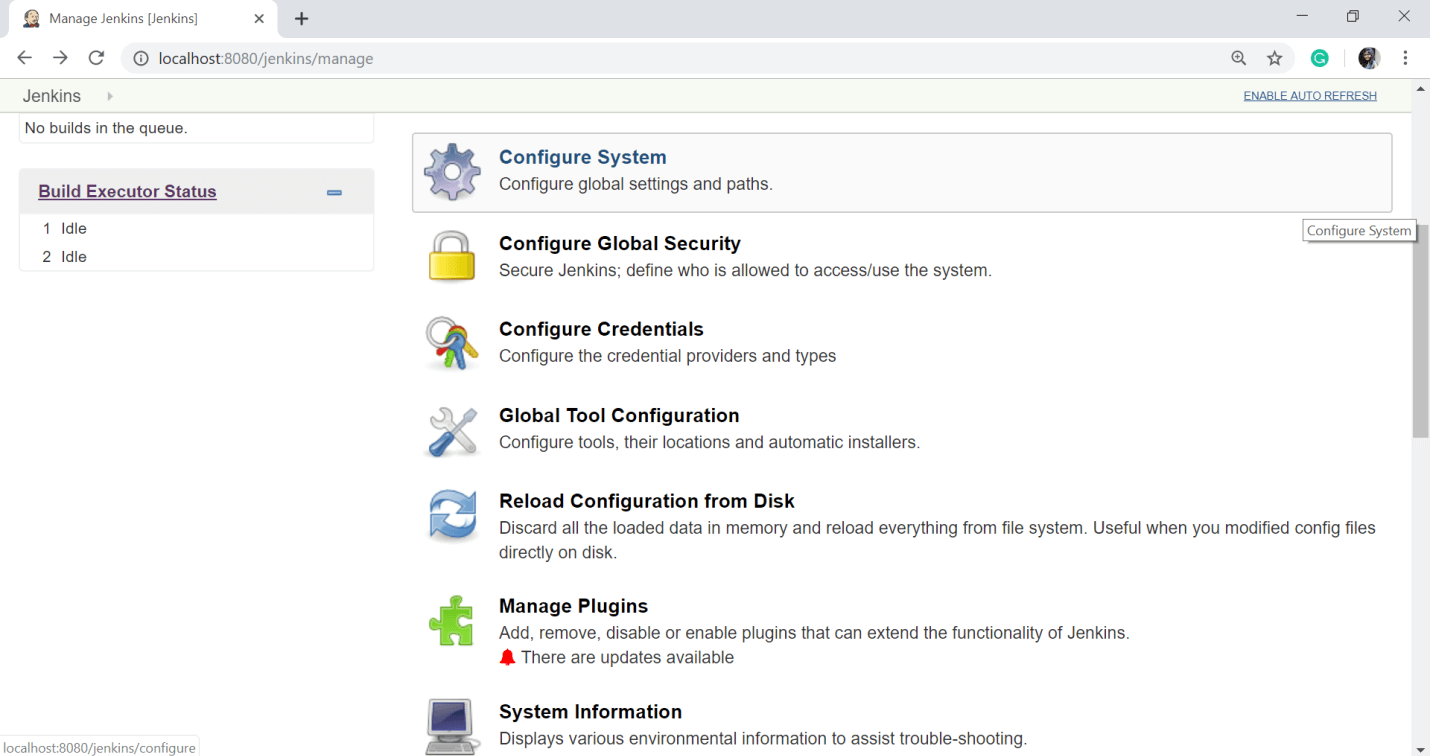 Manage Jenkins [Jenkins]
localhost:8080/jenkins/manage
Jenkins
ENABLE AUTO REFRESH
No builds in the queue.
Build Executor Status
1 Idle
2 Idle
Configure System
Configure global settings and paths.
Configure System
Configure Global Security
Secure Jenkins; define who is allowed to access/use the system.
Configure Credentials
Configure the credential providers and types
Global Tool Configuration
Configure tools, their locations and automatic installers.
Reload Configuration from Disk
Discard all the loaded data in memory and reload everything from file system. Useful when you modified config files
directly on disk.
Manage Plugins
Add, remove, disable or enable plugins that can extend the functionality of Jenkins.
There are updates available
System Information
Displays various environmental information to assist trouble-shooting.
localhost:8080/jenkins/configure